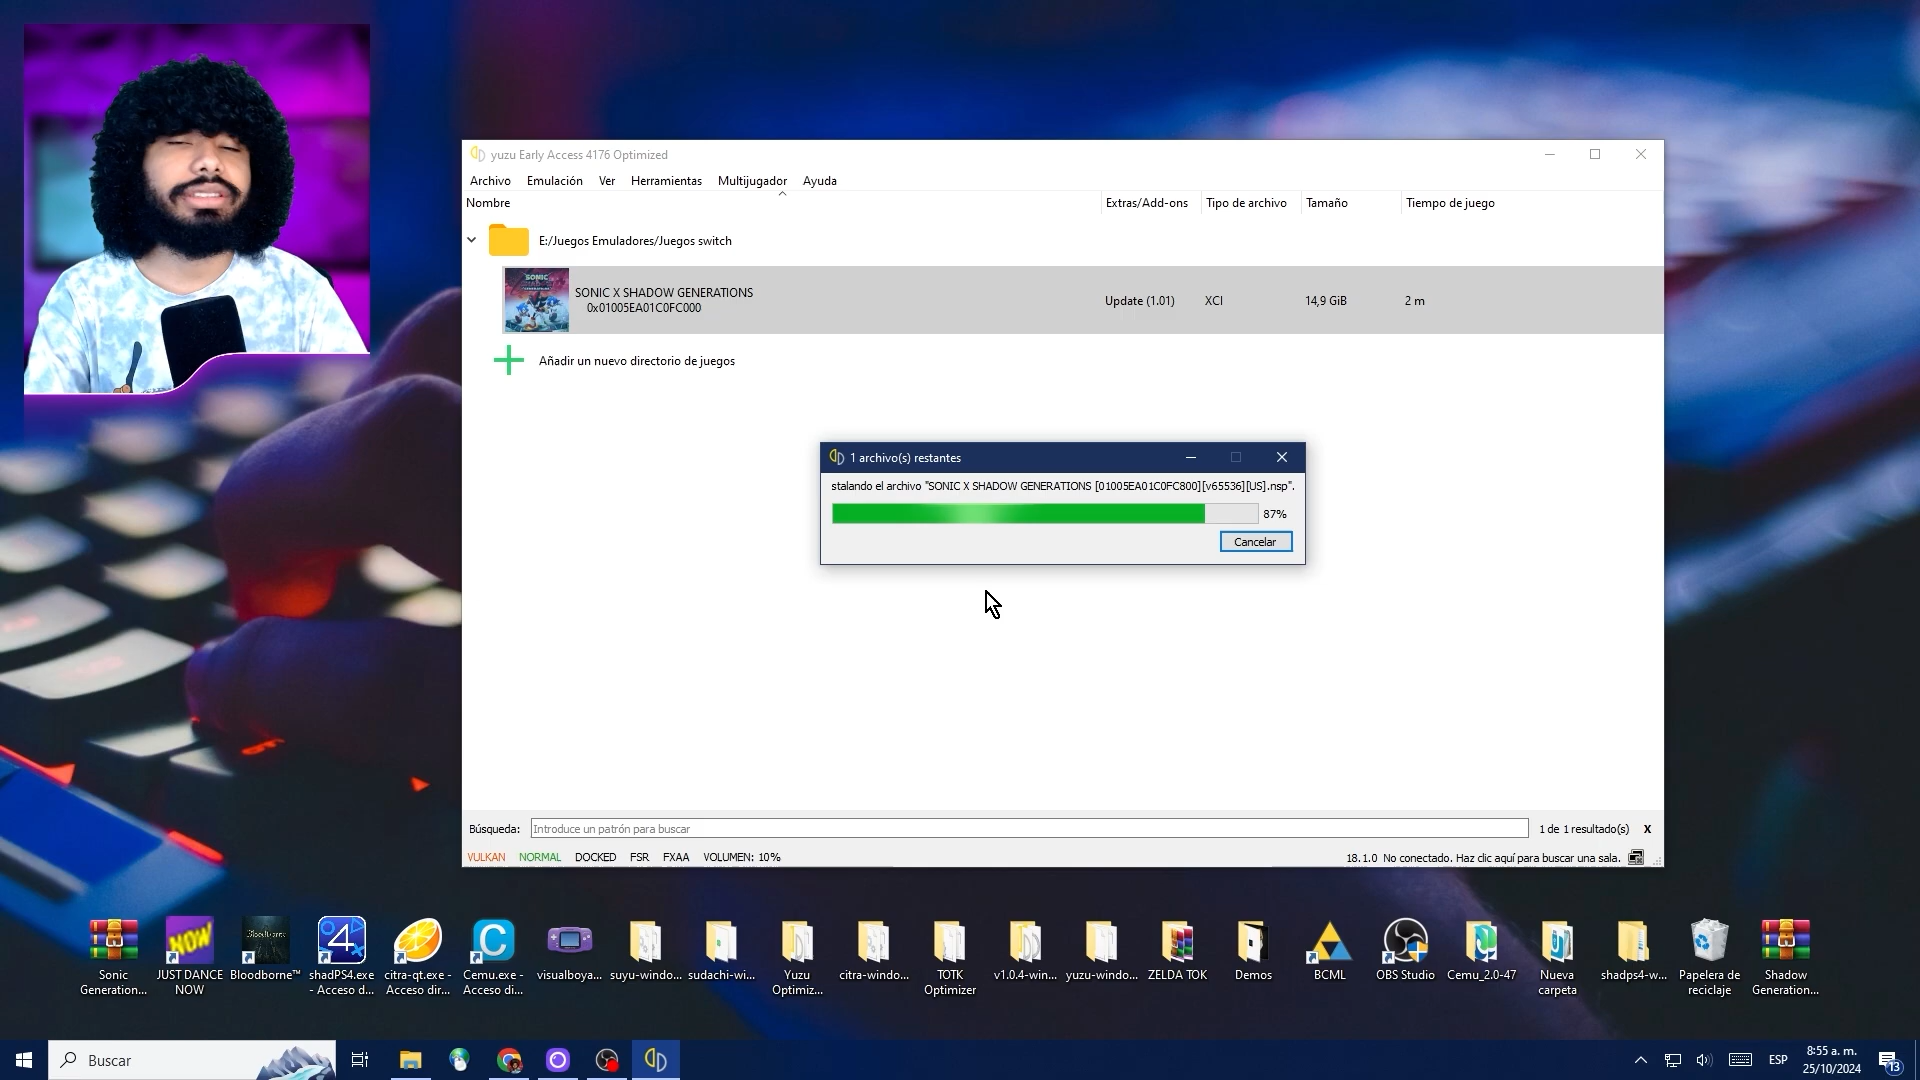 yuzu Early Access 4176 Optimized
Archivo Emulación Ver Herramientas Multijugador Ayuda
Nombre Extras/Add-ons Tipo de archivo Tamaño Tiempo de juego
E:/Juegos Emuladores/Juegos switch
SONIC X SHADOW GENERATIONS
0x01005EA01C0FC000
Update (1.01) XCI 14,9 GiB 2 m
Añadir un nuevo directorio de juegos
1 archivo(s) restantes
stalando el archivo "SONIC X SHADOW GENERATIONS [01005EA01C0FC800][v65536][US].nsp".
87%
Cancelar
Búsqueda: Introduce un patrón para buscar 1 de 1 resultado(s) X
VULKAN NORMAL DOCKED FSR FXAA VOLUMEN: 10% 18.1.0 No conectado. Haz clic aquí para buscar una sala.
Sonic Generation...
JUST DANCE NOW
Bloodborne™
shadPS4.exe - Acceso d...
citra-qt.exe - Acceso dir...
Cemu.exe - Acceso di...
visualboya...
suyu-windo...
sudachi-wi...
Yuzu Optimiz...
citra-windo...
TOTK Optimizer
v1.0.4-win...
yuzu-windo...
ZELDA TOK
Demos
BCML
OBS Studio
Cemu_2.0-47
Nueva carpeta
shadps4-w...
Papelera de reciclaje
Shadow Generation...
Buscar
ESP
8:55 a. m.
25/10/2024
13